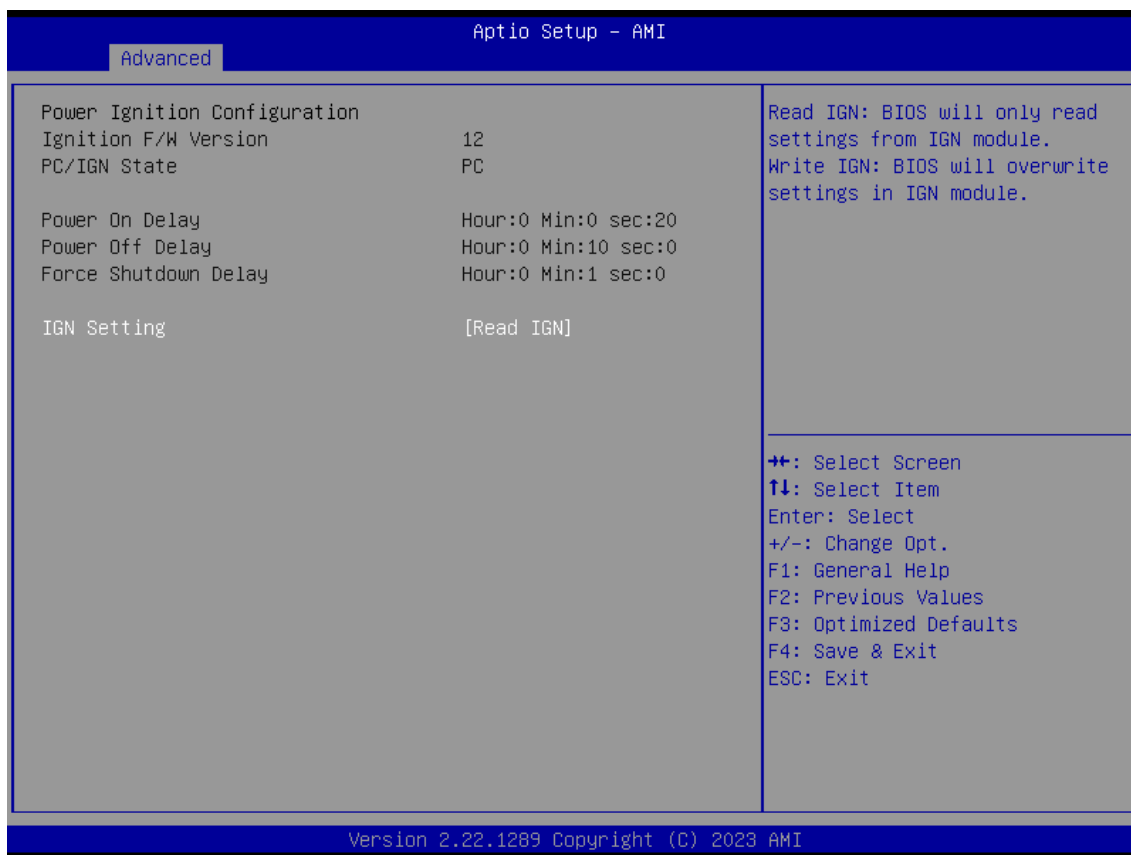 Aptio Setup – AMI
Advanced
Power Ignition Configuration
Ignition F/W Version 12
PC/IGN State PC
Power On Delay Hour:0 Min:0 sec:20
Power Off Delay Hour:0 Min:10 sec:0
Force Shutdown Delay Hour:0 Min:1 sec:0
IGN Setting [Read IGN]
Read IGN: BIOS will only read
settings from IGN module.
Write IGN: BIOS will overwrite
settings in IGN module.
→←: Select Screen
↑↓: Select Item
Enter: Select
+/-: Change Opt.
F1: General Help
F2: Previous Values
F3: Optimized Defaults
F4: Save & Exit
ESC: Exit
Version 2.22.1289 Copyright (C) 2023 AMI